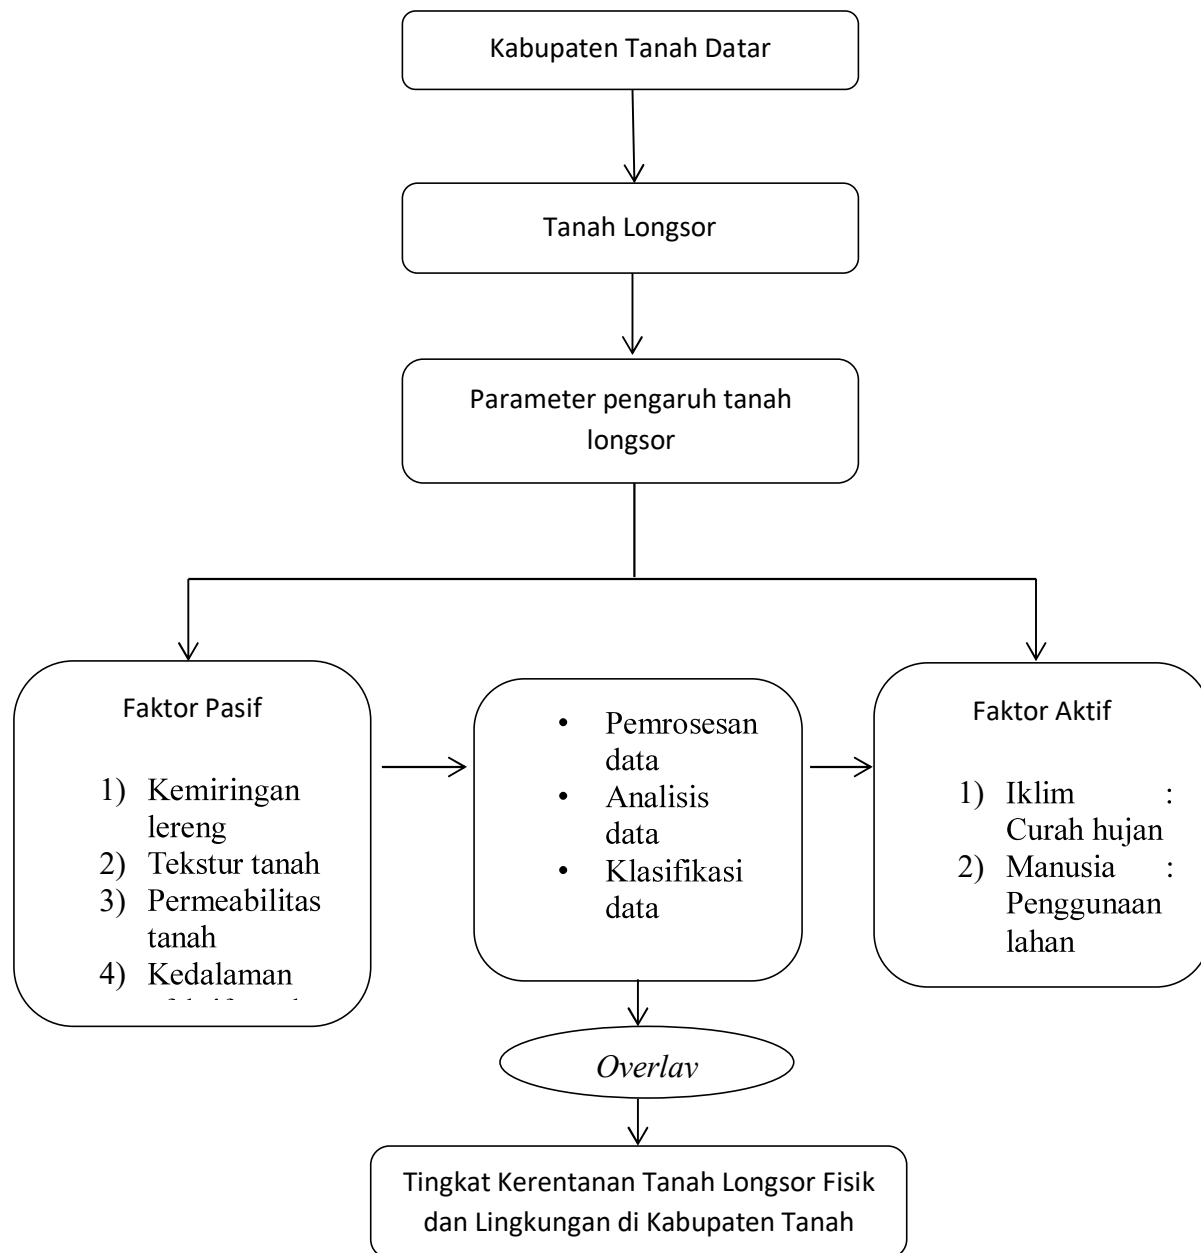 Kabupaten Tanah Datar
Tanah Longsor
Parameter pengaruh tanah
longsor
Faktor Pasif
1) Kemiringan
lereng
2) Tekstur tanah
3) Permeabilitas
tanah
4) Kedalaman
• Pemrosesan
data
• Analisis
data
• Klasifikasi
data
Faktor Aktif
1) Iklim :
Curah hujan
2) Manusia :
Penggunaan
lahan
Overlay
Tingkat Kerentanan Tanah Longsor Fisik
dan Lingkungan di Kabupaten Tanah